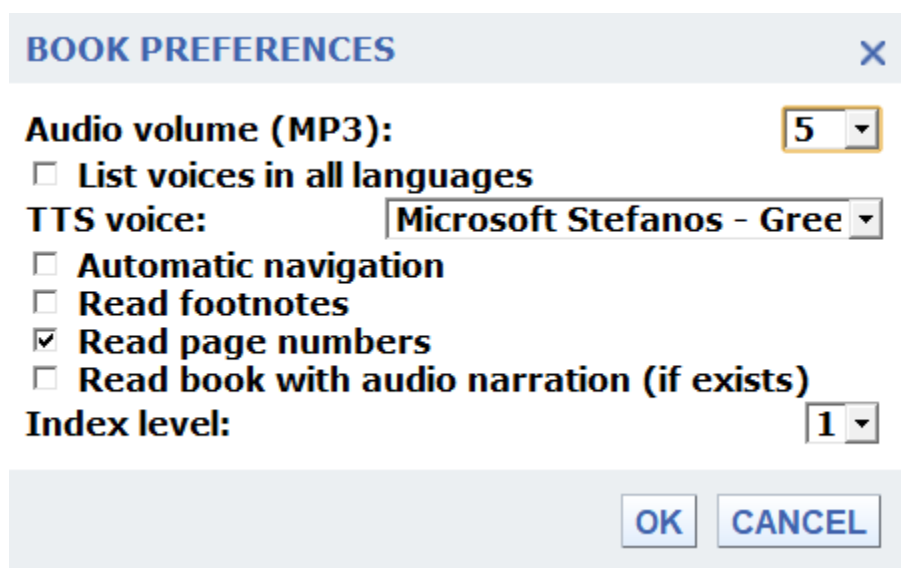 BOOK PREFERENCES
Audio volume (MP3): 5
List voices in all languages
TTS voice: Microsoft Stefanos - Gree
Automatic navigation
Read footnotes
Read page numbers
Read book with audio narration (if exists)
Index level: 1
OK CANCEL